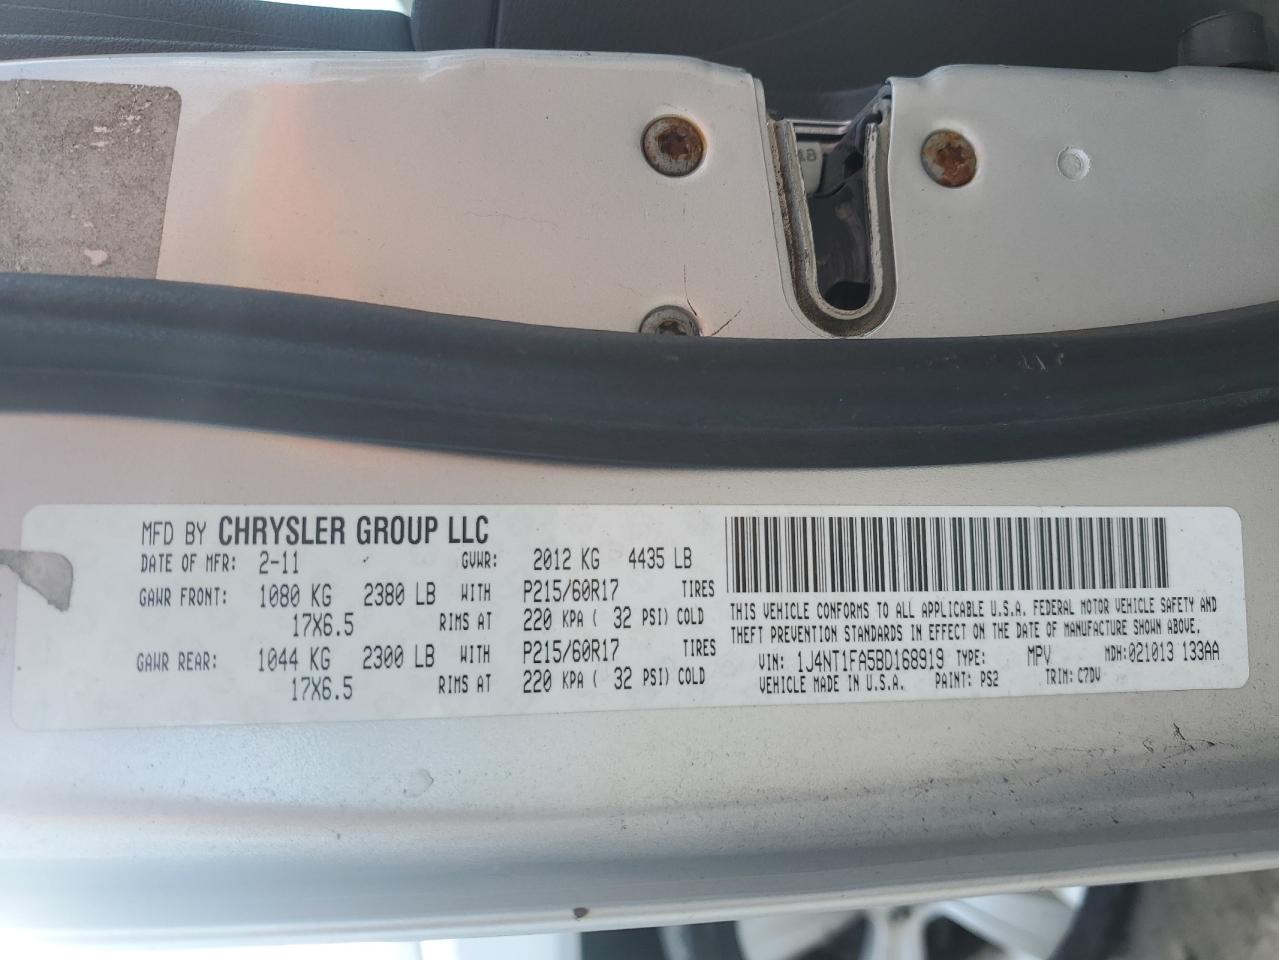 MFD BY CHRYSLER GROUP LLC
DATE OF MFR: 2-11 GVWR: 2012 KG 4435 LB
GAWR FRONT: 1080 KG 2380 LB WITH P215/60R17 TIRES
17X6.5 RIMS AT 220 KPA ( 32 PSI) COLD
GAWR REAR: 1044 KG 2300 LB WITH P215/60R17 TIRES
17X6.5 RIMS AT 220 KPA ( 32 PSI) COLD
THIS VEHICLE CONFORMS TO ALL APPLICABLE U.S.A. FEDERAL MOTOR VEHICLE SAFETY AND
THEFT PREVENTION STANDARDS IN EFFECT ON THE DATE OF MANUFACTURE SHOWN ABOVE.
VIN: 1J4NT1FA5BD168919 TYPE: MPV MDH: 021013 133AA
VEHICLE MADE IN U.S.A. PAINT: PS2 TRIM: C7DV